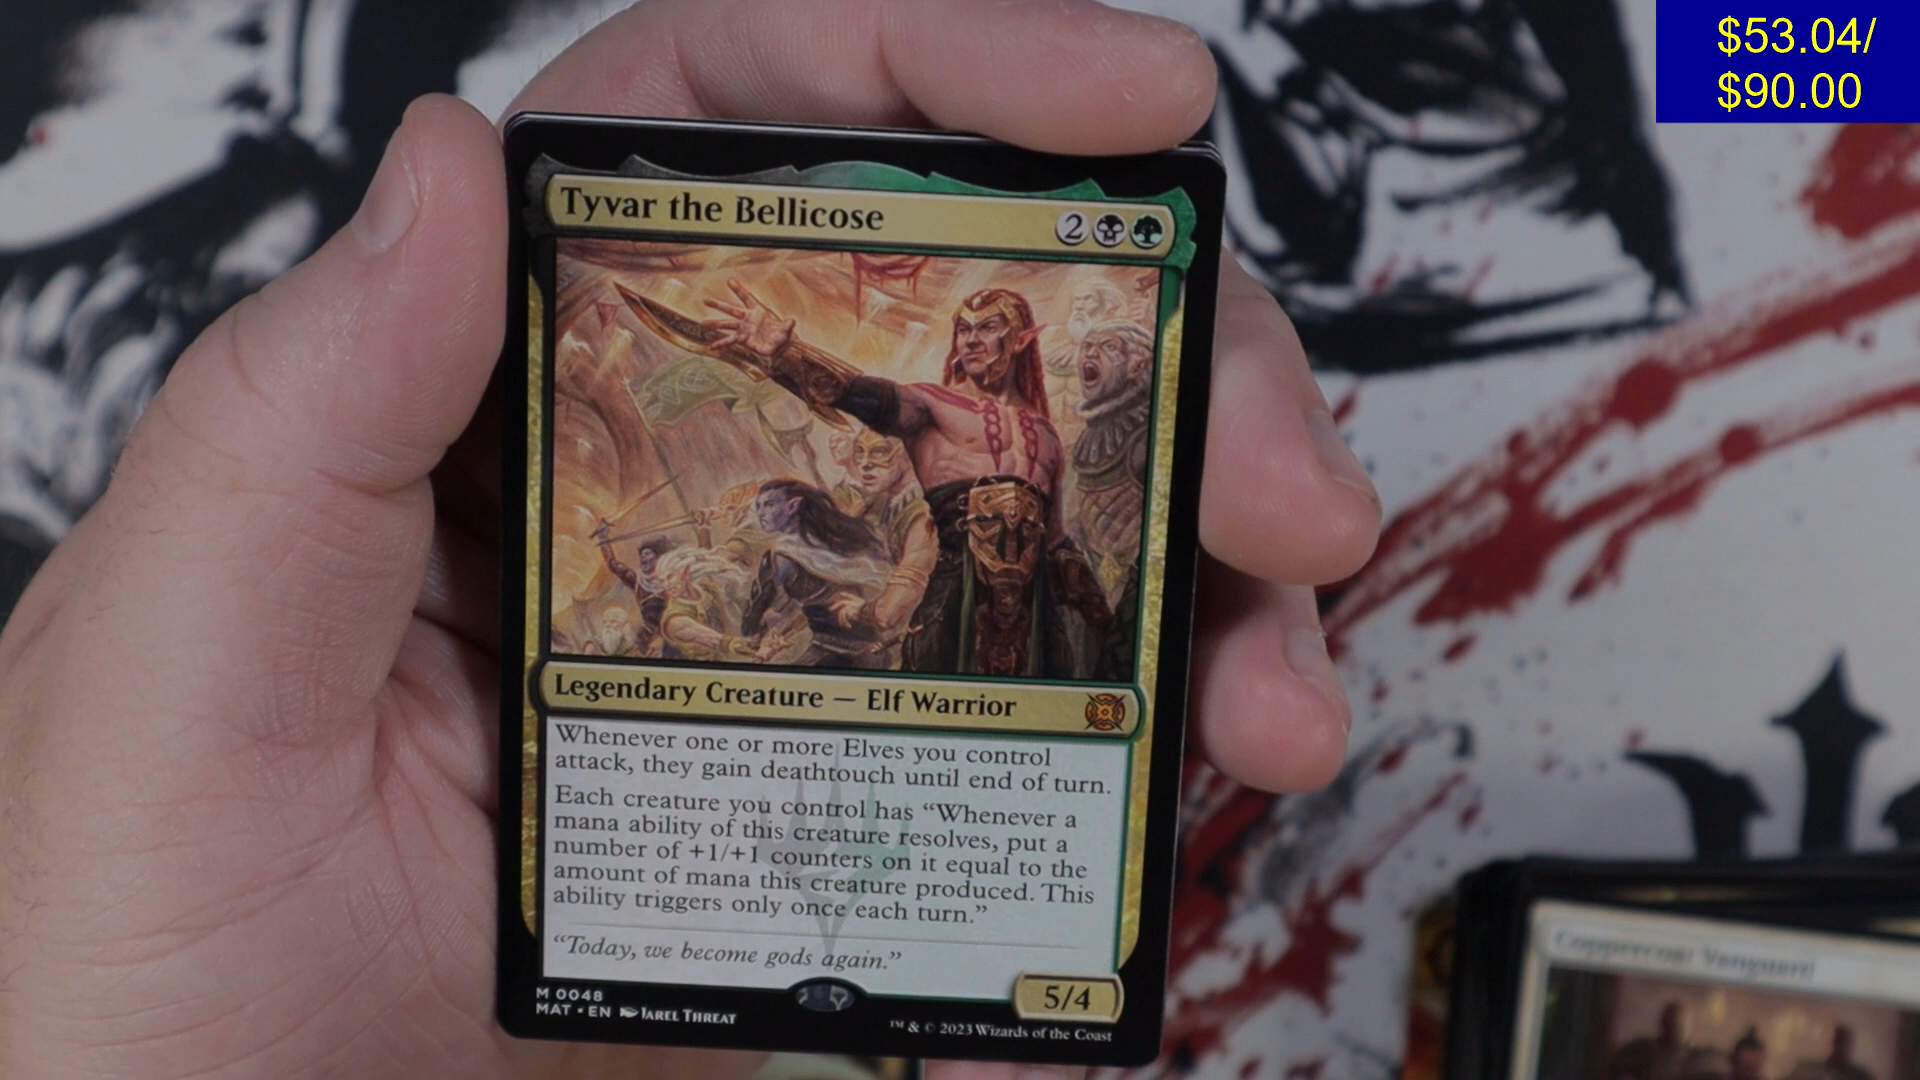 $53.04/
$90.00
Tyvar the Bellicose
2
Legendary Creature — Elf Warrior
Whenever one or more Elves you control
attack, they gain deathtouch until end of turn.
Each creature you control has “Whenever a
mana ability of this creature resolves, put a
number of +1/+1 counters on it equal to the
amount of mana this creature produced. This
ability triggers only once each turn.”
“Today, we become gods again.”
5/4
M 0048
MAT • EN JAREL THREAT
™ & © 2023 Wizards of the Coast
Coppercoat Vanguard